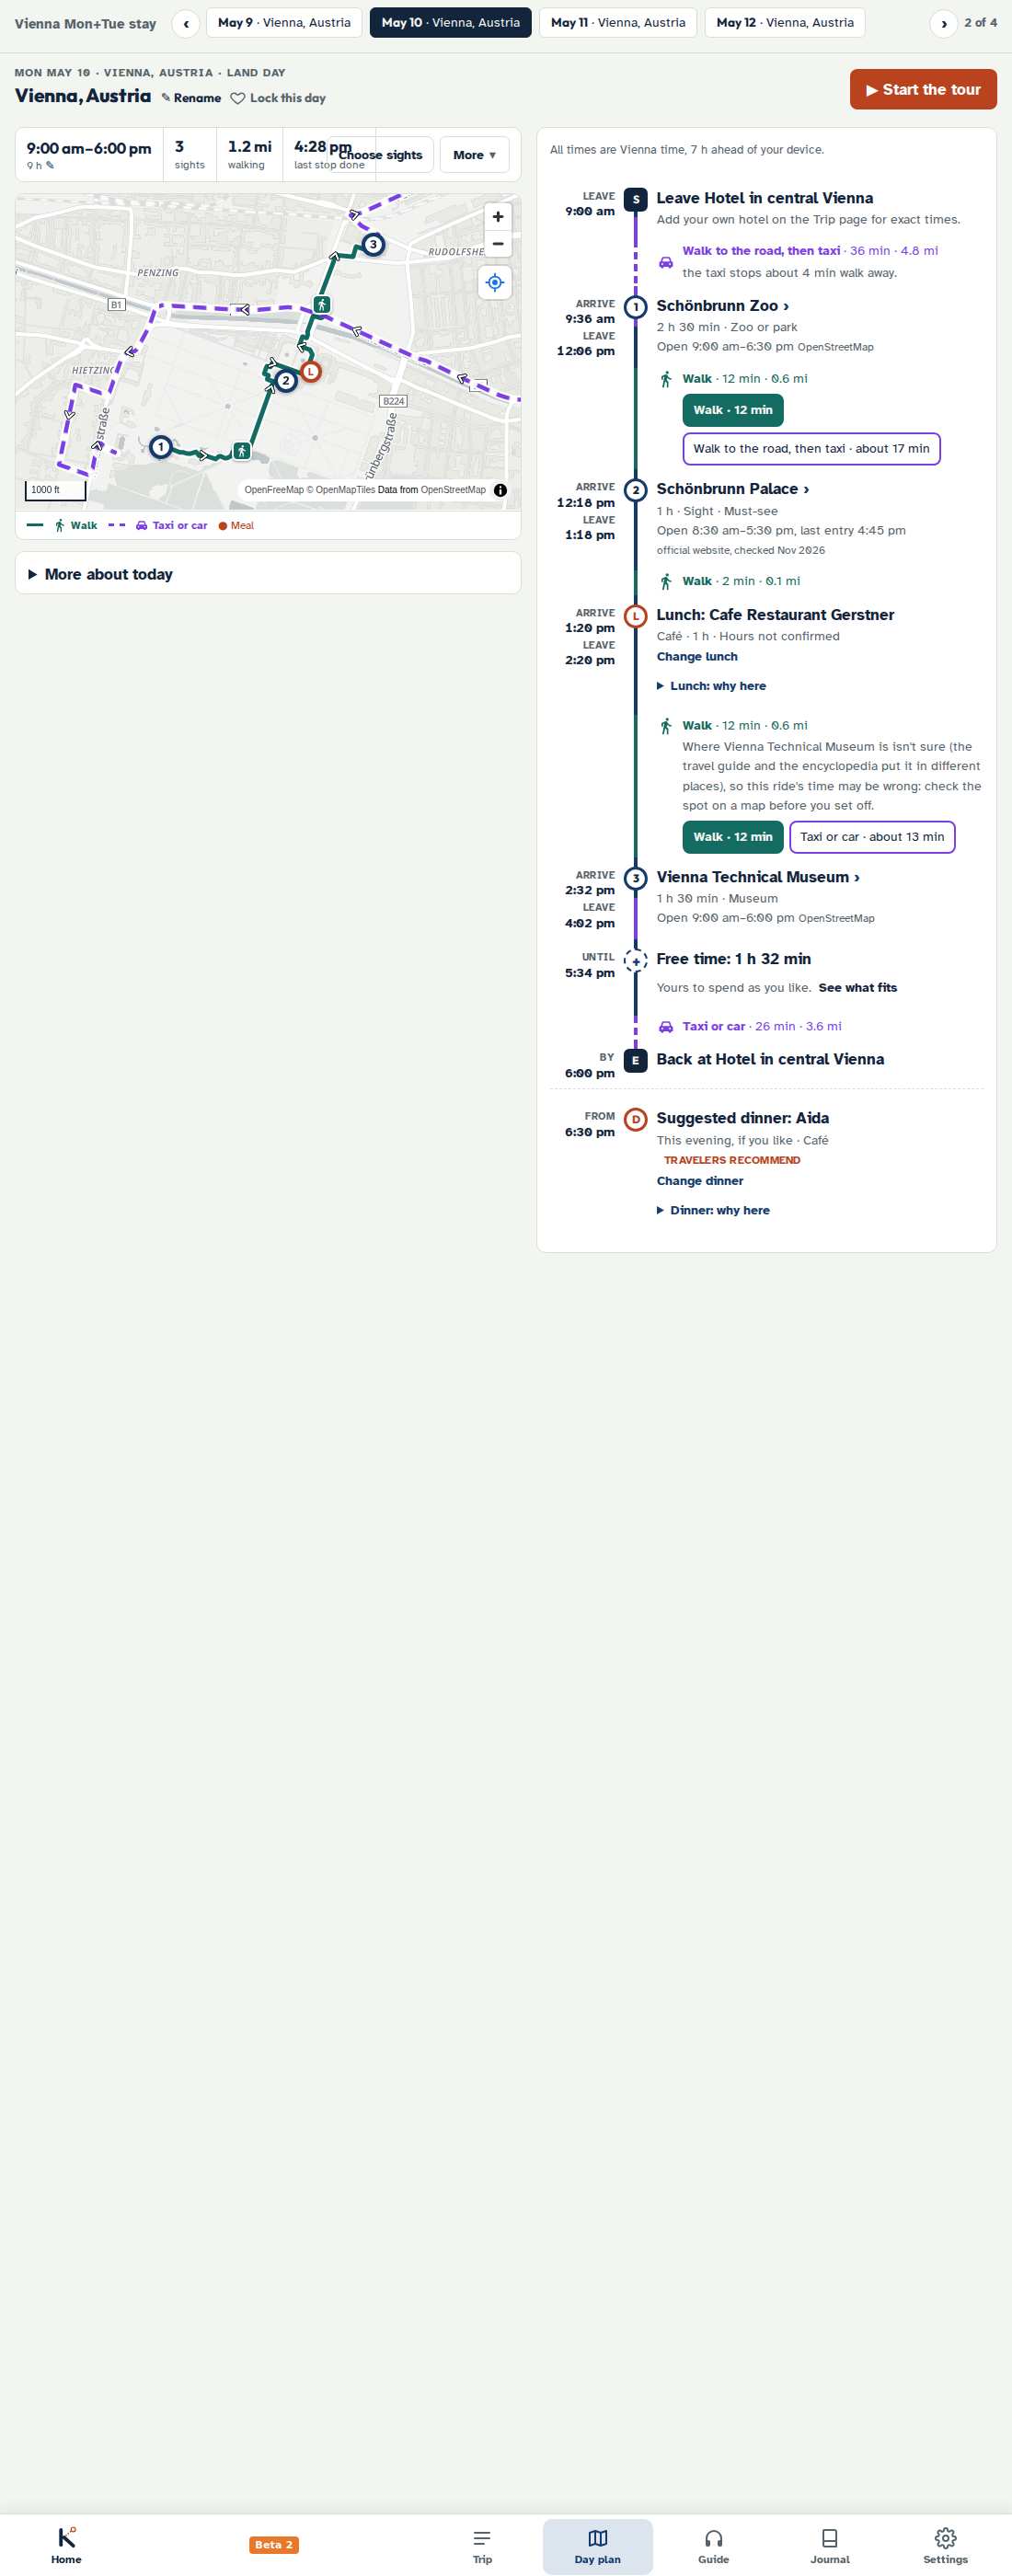 Vienna Mon+Tue stay
‹
May 9 · Vienna, Austria
May 10 · Vienna, Austria
May 11 · Vienna, Austria
May 12 · Vienna, Austria
›
2 of 4
MON MAY 10 · VIENNA, AUSTRIA · LAND DAY
Vienna, Austria
✎ Rename
Lock this day
▶ Start the tour
9:00 am–6:00 pm
9 h ✎
3
sights
1.2 mi
walking
4:28 pm
last stop done
Choose sights
More ▼
PENZING
RUDOLFSHE
B1
HIETZING
B224
straße
ünbergstraße
3
2
L
1
+
−
1000 ft
OpenFreeMap © OpenMapTiles Data from OpenStreetMap
Walk
Taxi or car
Meal
▶ More about today
All times are Vienna time, 7 h ahead of your device.
LEAVE
9:00 am
S
Leave Hotel in central Vienna
Add your own hotel on the Trip page for exact times.
Walk to the road, then taxi · 36 min · 4.8 mi
the taxi stops about 4 min walk away.
ARRIVE
9:36 am
LEAVE
12:06 pm
1
Schönbrunn Zoo ›
2 h 30 min · Zoo or park
Open 9:00 am–6:30 pm OpenStreetMap
Walk · 12 min · 0.6 mi
Walk · 12 min
Walk to the road, then taxi · about 17 min
ARRIVE
12:18 pm
LEAVE
1:18 pm
2
Schönbrunn Palace ›
1 h · Sight · Must-see
Open 8:30 am–5:30 pm, last entry 4:45 pm
official website, checked Nov 2026
Walk · 2 min · 0.1 mi
ARRIVE
1:20 pm
LEAVE
2:20 pm
L
Lunch: Cafe Restaurant Gerstner
Café · 1 h · Hours not confirmed
Change lunch
▶ Lunch: why here
Walk · 12 min · 0.6 mi
Where Vienna Technical Museum is isn't sure (the
travel guide and the encyclopedia put it in different
places), so this ride's time may be wrong: check the
spot on a map before you set off.
Walk · 12 min
Taxi or car · about 13 min
ARRIVE
2:32 pm
LEAVE
4:02 pm
3
Vienna Technical Museum ›
1 h 30 min · Museum
Open 9:00 am–6:00 pm OpenStreetMap
UNTIL
5:34 pm
+
Free time: 1 h 32 min
Yours to spend as you like. See what fits
Taxi or car · 26 min · 3.6 mi
BY
6:00 pm
E
Back at Hotel in central Vienna
FROM
6:30 pm
D
Suggested dinner: Aida
This evening, if you like · Café
TRAVELERS RECOMMEND
Change dinner
▶ Dinner: why here
Home
Beta 2
Trip
Day plan
Guide
Journal
Settings